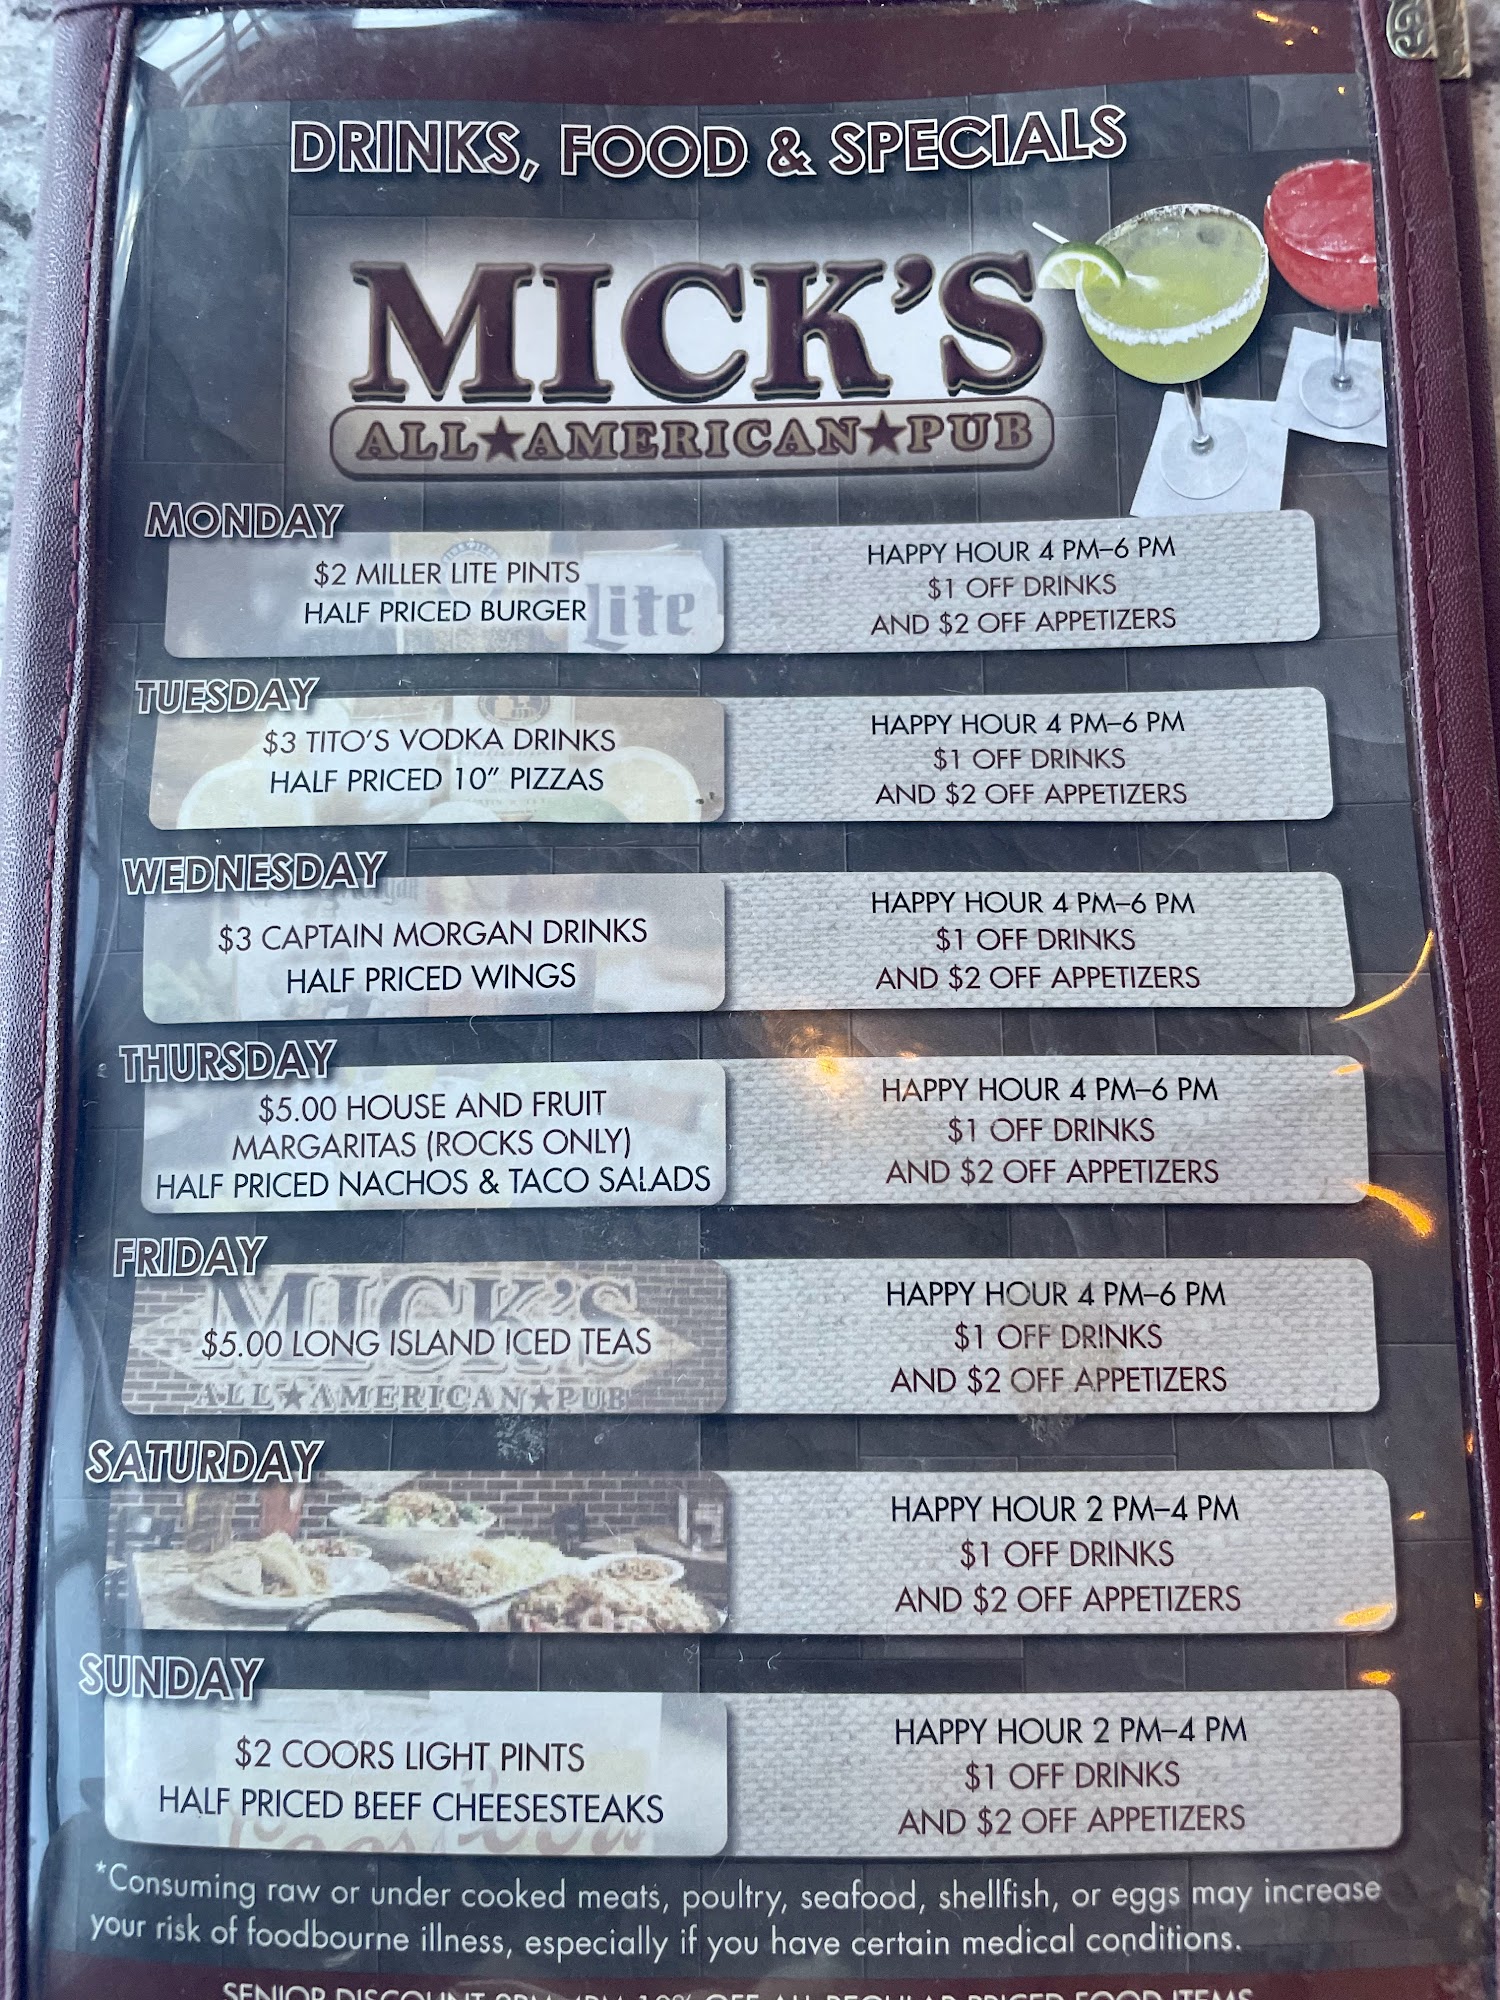 DRINKS, FOOD & SPECIALS
MICK'S
ALL★AMERICAN★PUB
MONDAY
$2 MILLER LITE PINTS
HALF PRICED BURGER
Lite
HAPPY HOUR 4 PM–6 PM
$1 OFF DRINKS
AND $2 OFF APPETIZERS
TUESDAY
$3 TITO'S VODKA DRINKS
HALF PRICED 10" PIZZAS
HAPPY HOUR 4 PM–6 PM
$1 OFF DRINKS
AND $2 OFF APPETIZERS
WEDNESDAY
$3 CAPTAIN MORGAN DRINKS
HALF PRICED WINGS
HAPPY HOUR 4 PM–6 PM
$1 OFF DRINKS
AND $2 OFF APPETIZERS
THURSDAY
$5.00 HOUSE AND FRUIT
MARGARITAS (ROCKS ONLY)
HALF PRICED NACHOS & TACO SALADS
HAPPY HOUR 4 PM–6 PM
$1 OFF DRINKS
AND $2 OFF APPETIZERS
FRIDAY
MICK'S
$5.00 LONG ISLAND ICED TEAS
ALL★AMERICAN★PUB
HAPPY HOUR 4 PM–6 PM
$1 OFF DRINKS
AND $2 OFF APPETIZERS
SATURDAY
HAPPY HOUR 2 PM–4 PM
$1 OFF DRINKS
AND $2 OFF APPETIZERS
SUNDAY
$2 COORS LIGHT PINTS
HALF PRICED BEEF CHEESESTEAKS
HAPPY HOUR 2 PM–4 PM
$1 OFF DRINKS
AND $2 OFF APPETIZERS
*Consuming raw or under cooked meats, poultry, seafood, shellfish, or eggs may increase
your risk of foodbourne illness, especially if you have certain medical conditions.
SENIOR DISCOUNT OFF ALL REGULAR PRICED FOOD ITEMS